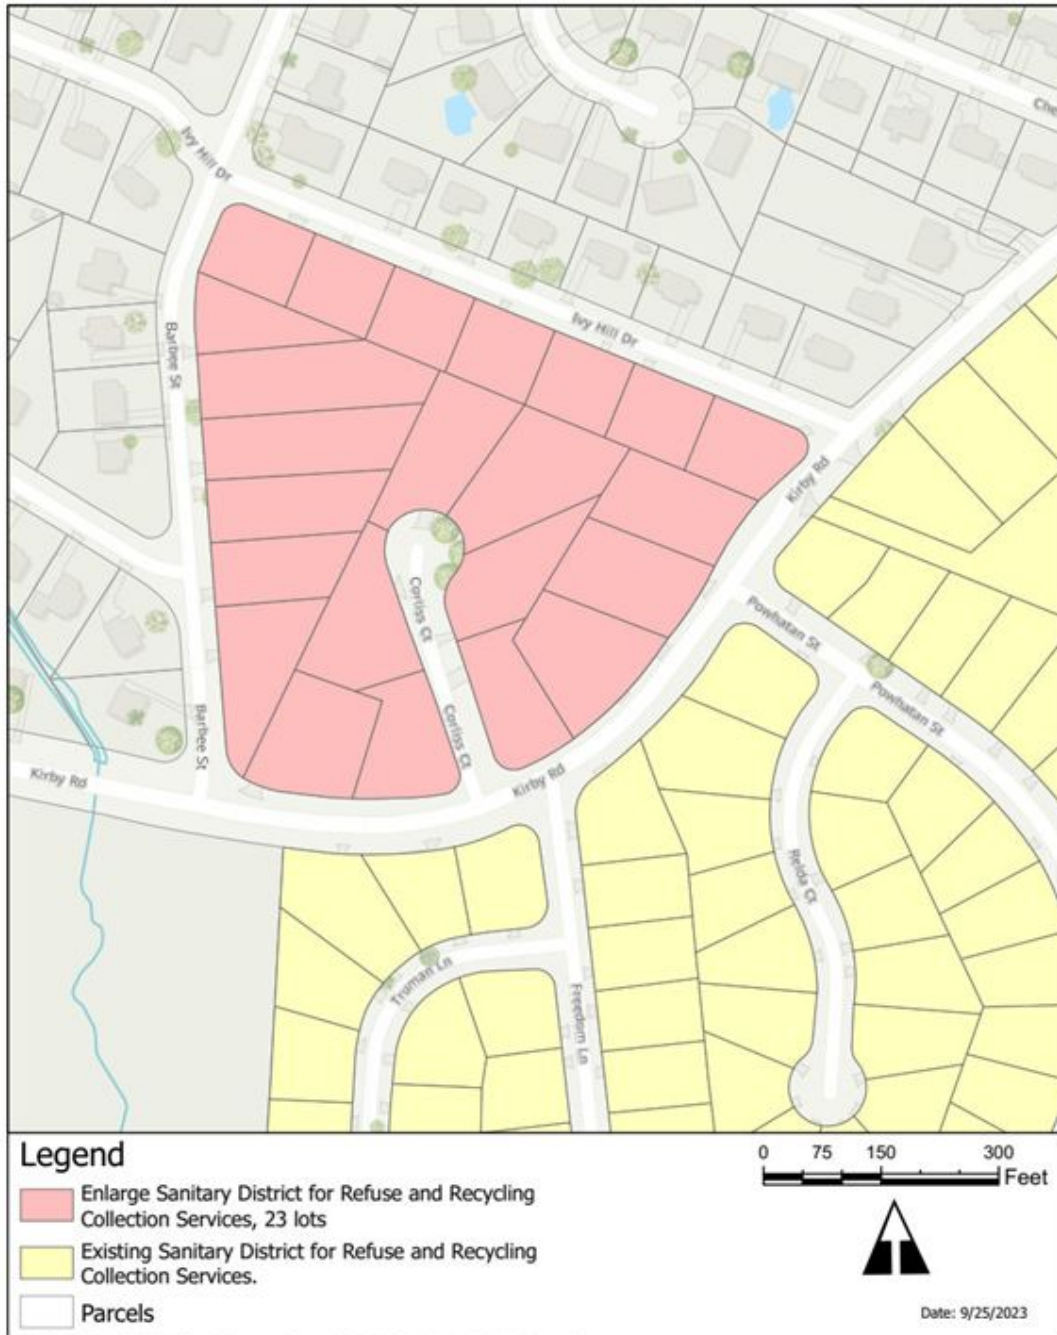 Che
Ivy Hill Dr
Ivy Hill Dr
Barbee St
Kirby Rd
Corliss Ct
Powhatan St
Powhatan St
Barbee St
Corliss Ct
Kirby Rd
Kirby Rd
Relda Ct
Truman Ln
Freedom Ln
Legend
Enlarge Sanitary District for Refuse and Recycling
Collection Services, 23 lots
Existing Sanitary District for Refuse and Recycling
Collection Services.
Parcels
0 75 150 300
Feet
Date: 9/25/2023